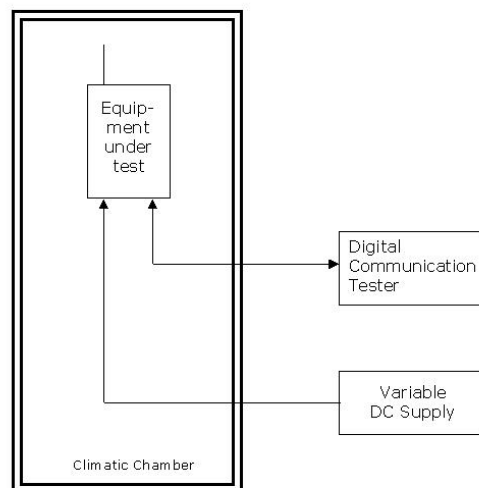 Equip-
ment
under
test
Digital
Communication
Tester
Variable
DC Supply
Climatic Chamber